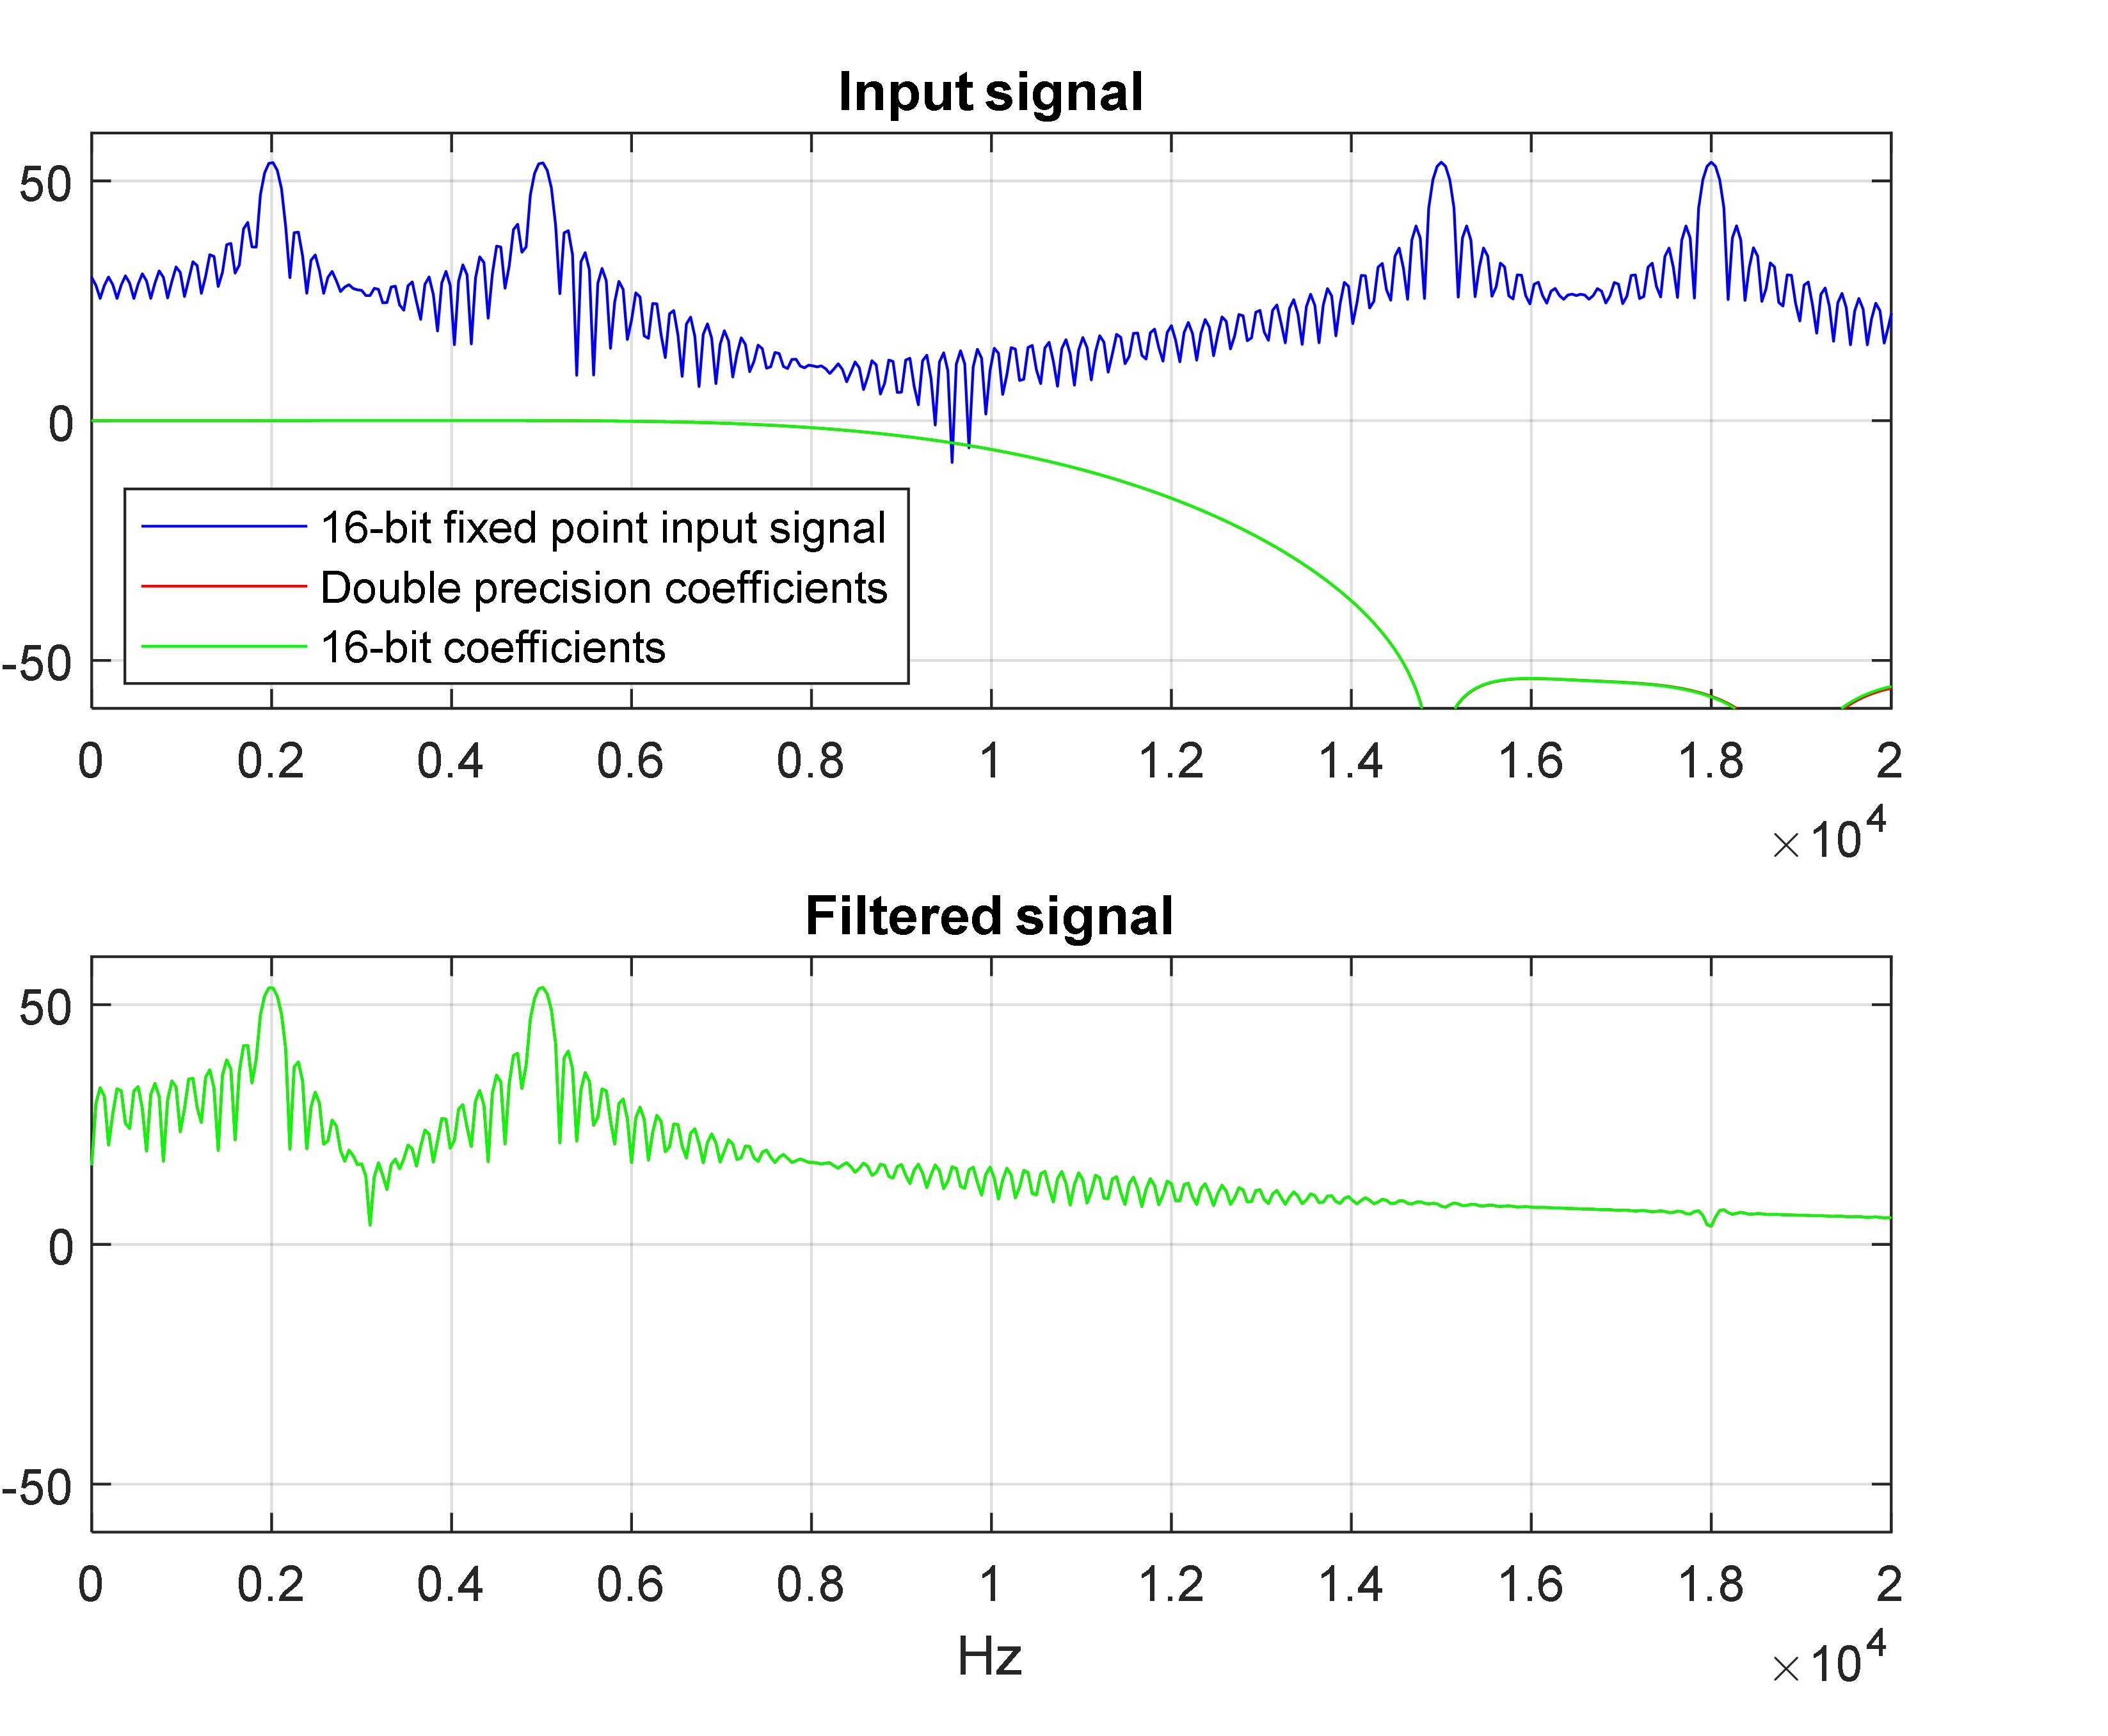 Input signal
50
0
-50
16-bit fixed point input signal
Double precision coefficients
16-bit coefficients
0 0.2 0.4 0.6 0.8 1 1.2 1.4 1.6 1.8 2
×10^4
Filtered signal
50
0
-50
0 0.2 0.4 0.6 0.8 1 1.2 1.4 1.6 1.8 2
Hz
×10^4